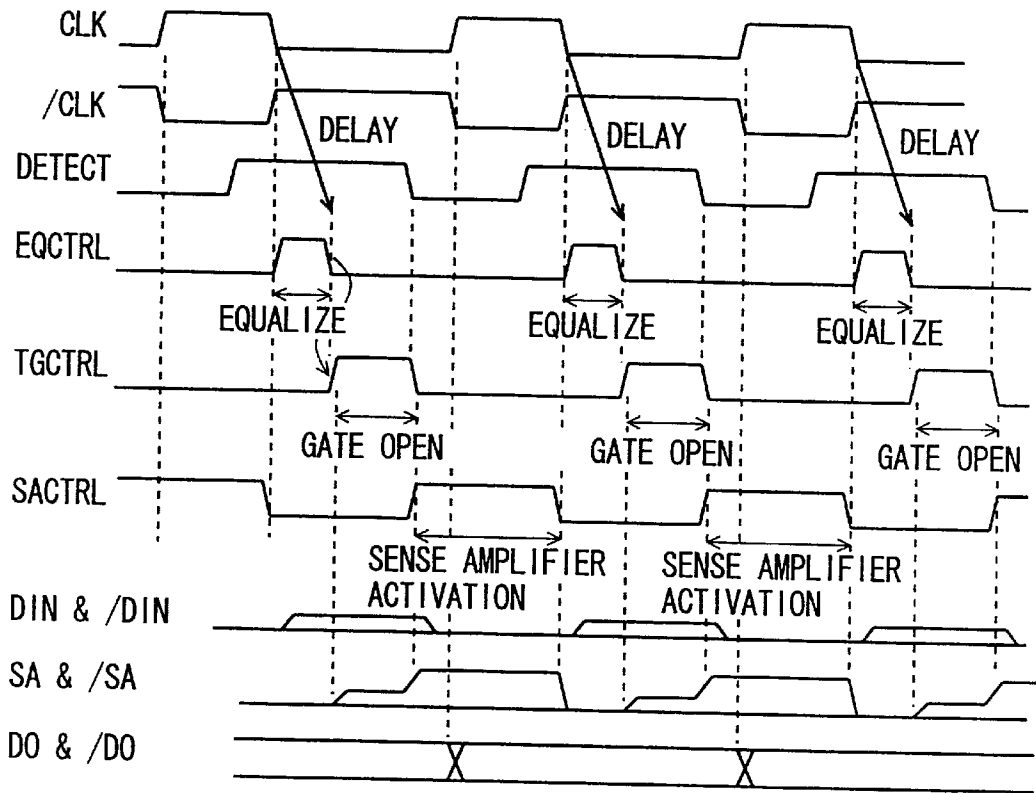 CLK
/CLK
DELAY
DELAY
DELAY
DETECT
EQCTRL
EQUALIZE
EQUALIZE
EQUALIZE
TGCTRL
GATE OPEN
GATE OPEN
GATE OPEN
SACTRL
SENSE AMPLIFIER
ACTIVATION
SENSE AMPLIFIER
ACTIVATION
DIN & /DIN
SA & /SA
DO & /DO